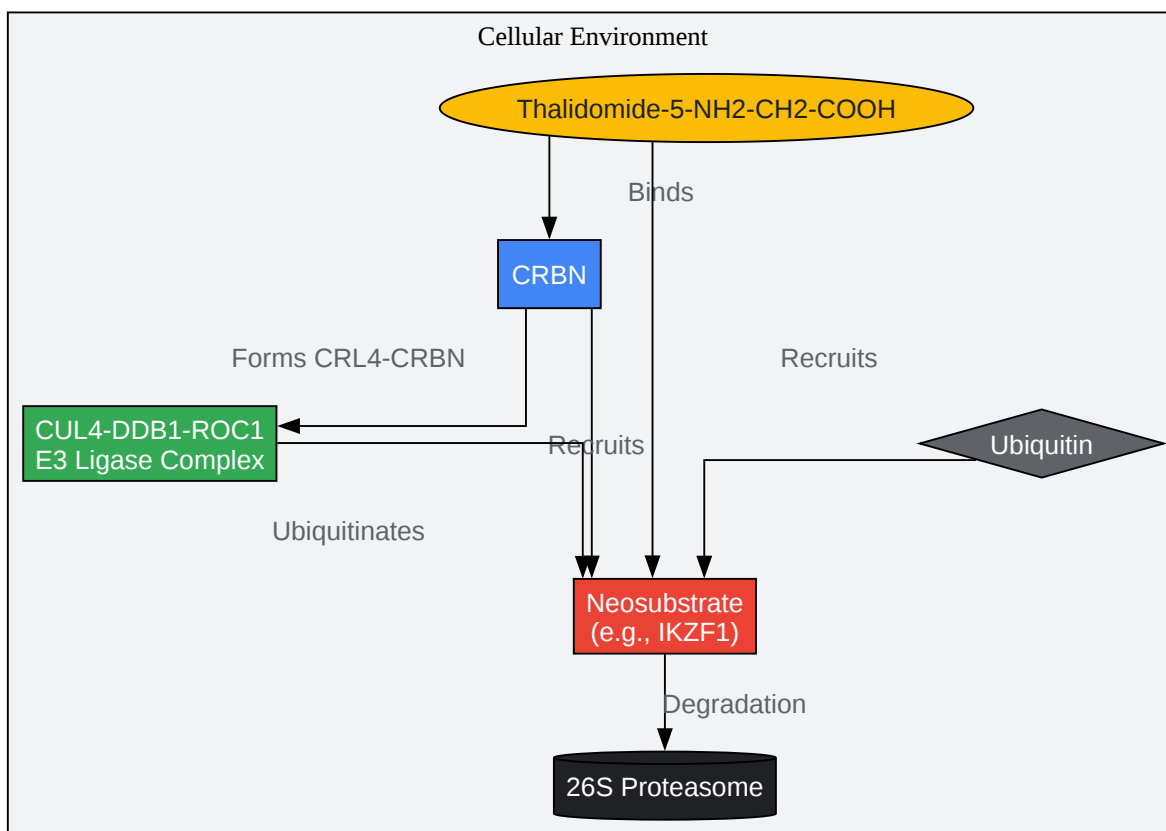 Cellular Environment
Thalidomide-5-NH2-CH2-COOH
Binds
CRBN
Forms CRL4-CRBN
Recruits
CUL4-DDB1-ROC1
E3 Ligase Complex
Recruits
Ubiquitin
Ubiquitinates
Neosubstrate
(e.g., IKZF1)
Degradation
26S Proteasome